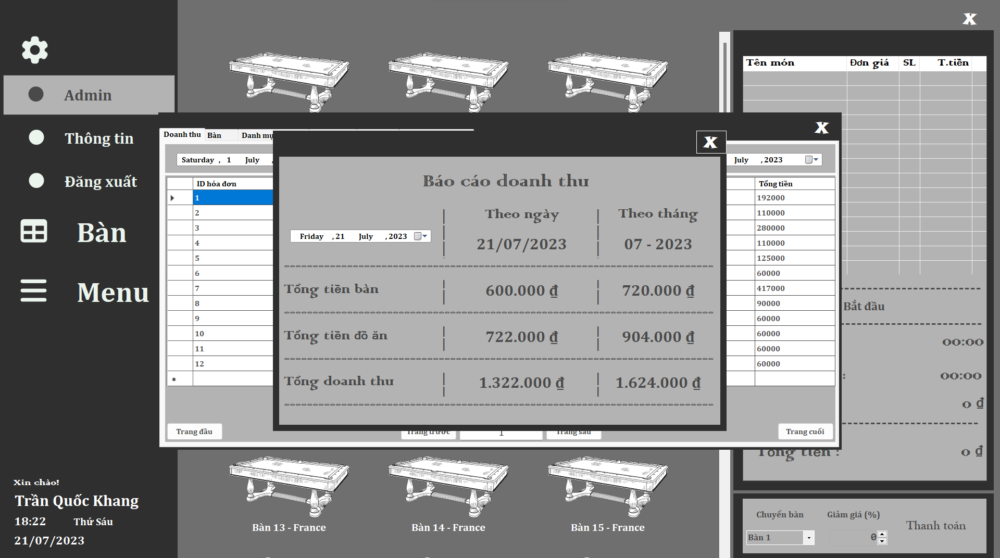 x
Admin
Thông tin
Đăng xuất
Bàn
Menu
Xin chào!
Trần Quốc Khang
18:22 Thứ Sáu
21/07/2023
x
Doanh thu Bàn
Saturday , 1 July
July , 2023
ID hóa đơn Tổng tiền
1 192000
2 110000
3 280000
4 110000
5 125000
6 60000
7 417000
8 90000
9 60000
10 60000
11 60000
12 60000
Trang đầu Trang trước 1 Trang sau Trang cuối
x
Báo cáo doanh thu
Theo ngày Theo tháng
Friday , 21 July , 2023
21/07/2023 07 - 2023
Tổng tiền bàn 600.000 ₫ 720.000 ₫
Tổng tiền đồ ăn 722.000 ₫ 904.000 ₫
Tổng doanh thu 1.322.000 ₫ 1.624.000 ₫
Bàn 13 - France Bàn 14 - France Bàn 15 - France
Tên món Đơn giá SL T.tiền
Bắt đầu
00:00
: 00:00
0 ₫
Tổng tiền : 0 ₫
Chuyển bàn Giảm giá (%) Thanh toán
Bàn 1 0